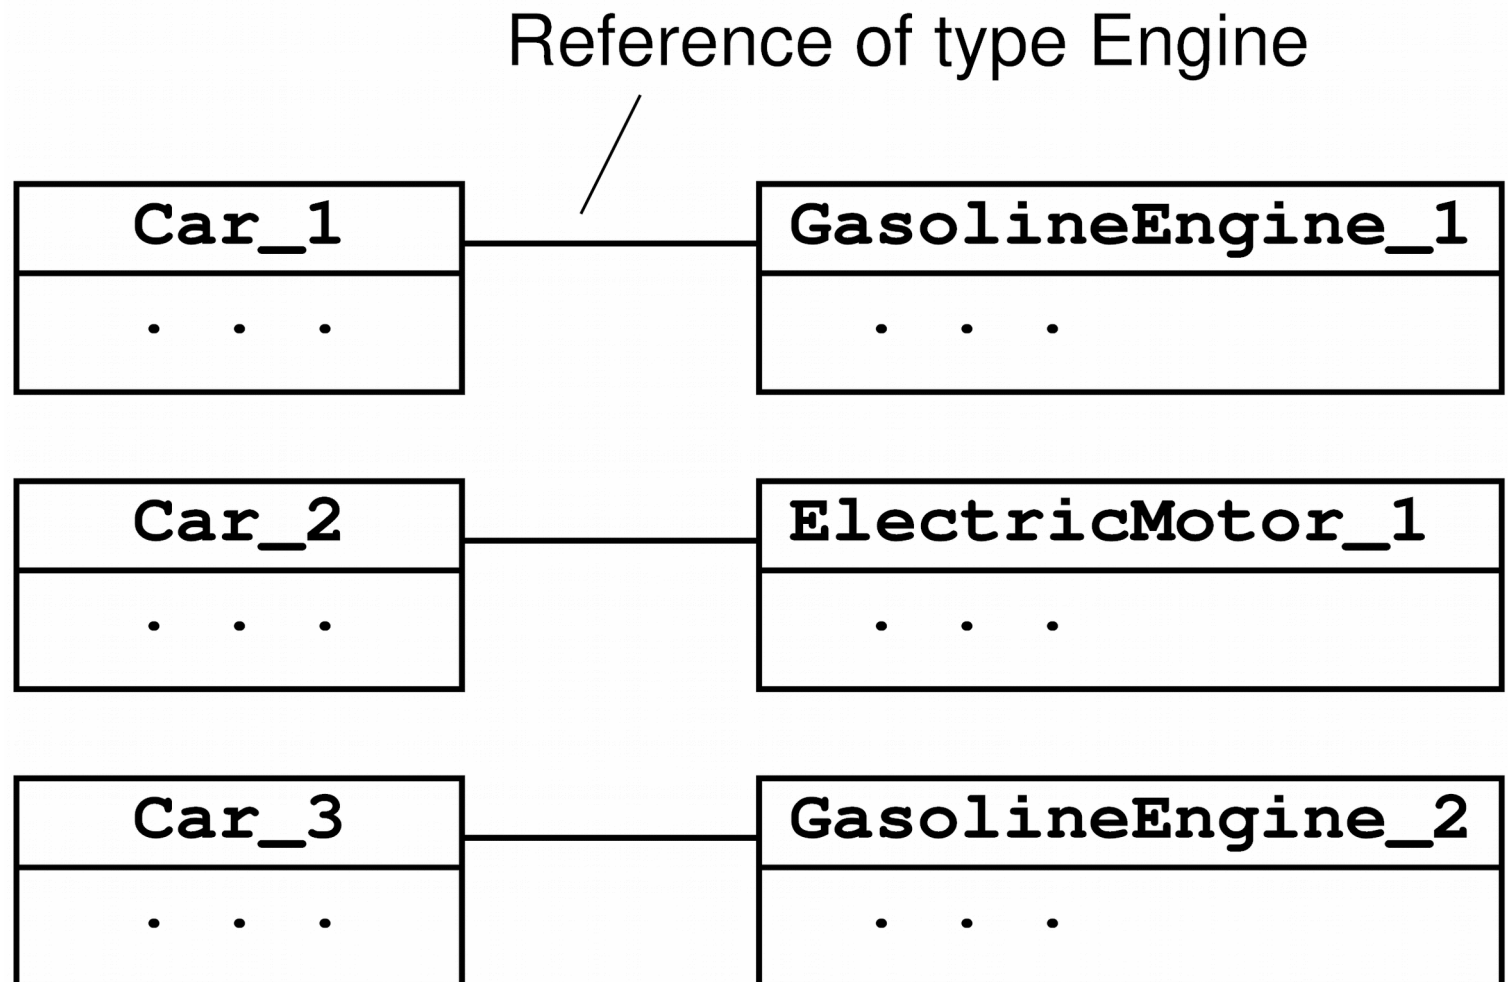 Reference of type Engine
Car_1
GasolineEngine_1
. . .
. . .
Car_2
ElectricMotor_1
. . .
. . .
Car_3
GasolineEngine_2
. . .
. . .